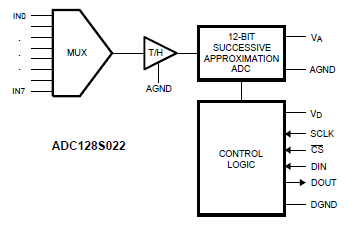 IN0
.
.
.
IN7
MUX
T/H
AGND
12-BIT
SUCCESSIVE
APPROXIMATION
ADC
VA
AGND
ADC128S022
CONTROL
LOGIC
VD
SCLK
CS
DIN
DOUT
DGND